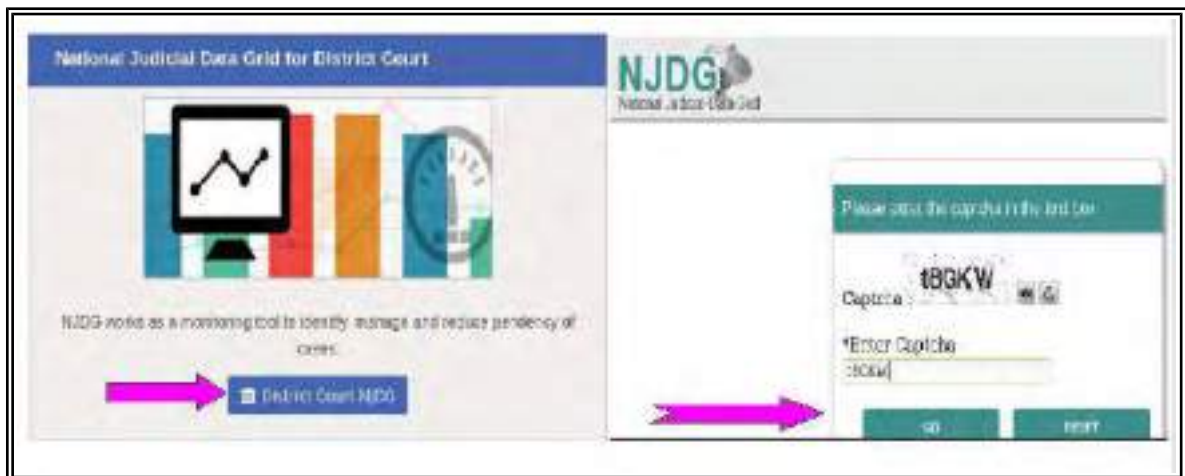 National Judicial Data Grid for District Court
NJDG works as a monitoring tool to identify, manage and reduce pendency of
cases.
District Court NJDG
NJDG
National Judicial Data Grid
Please enter the captcha in the text box
Captcha :
*Enter Captcha
GO
RESET